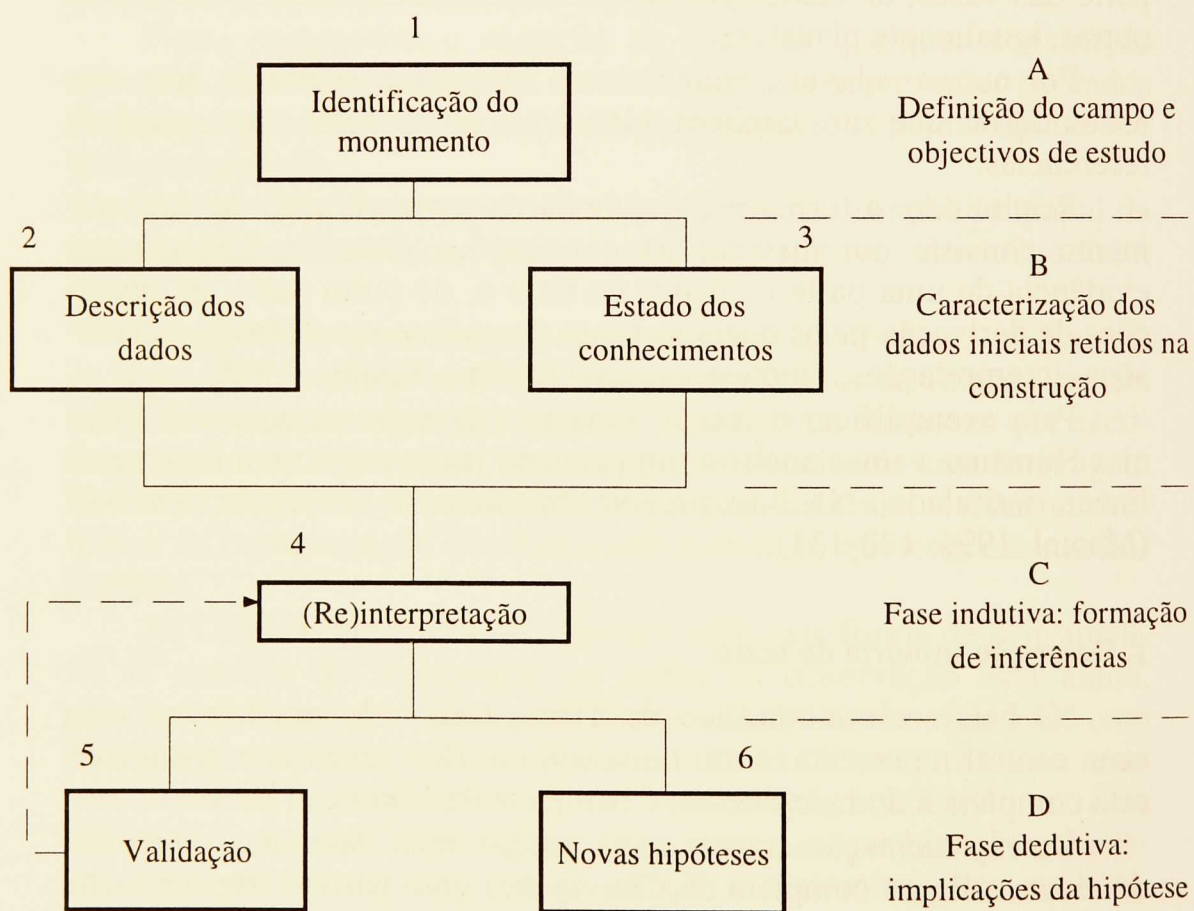 1
Identificação do
monumento
A
Definição do campo e
objectivos de estudo
2
Descrição dos
dados
3
Estado dos
conhecimentos
B
Caracterização dos
dados iniciais retidos na
construção
4
(Re)interpretação
C
Fase indutiva: formação
de inferências
5
Validação
6
Novas hipóteses
D
Fase dedutiva:
implicações da hipótese